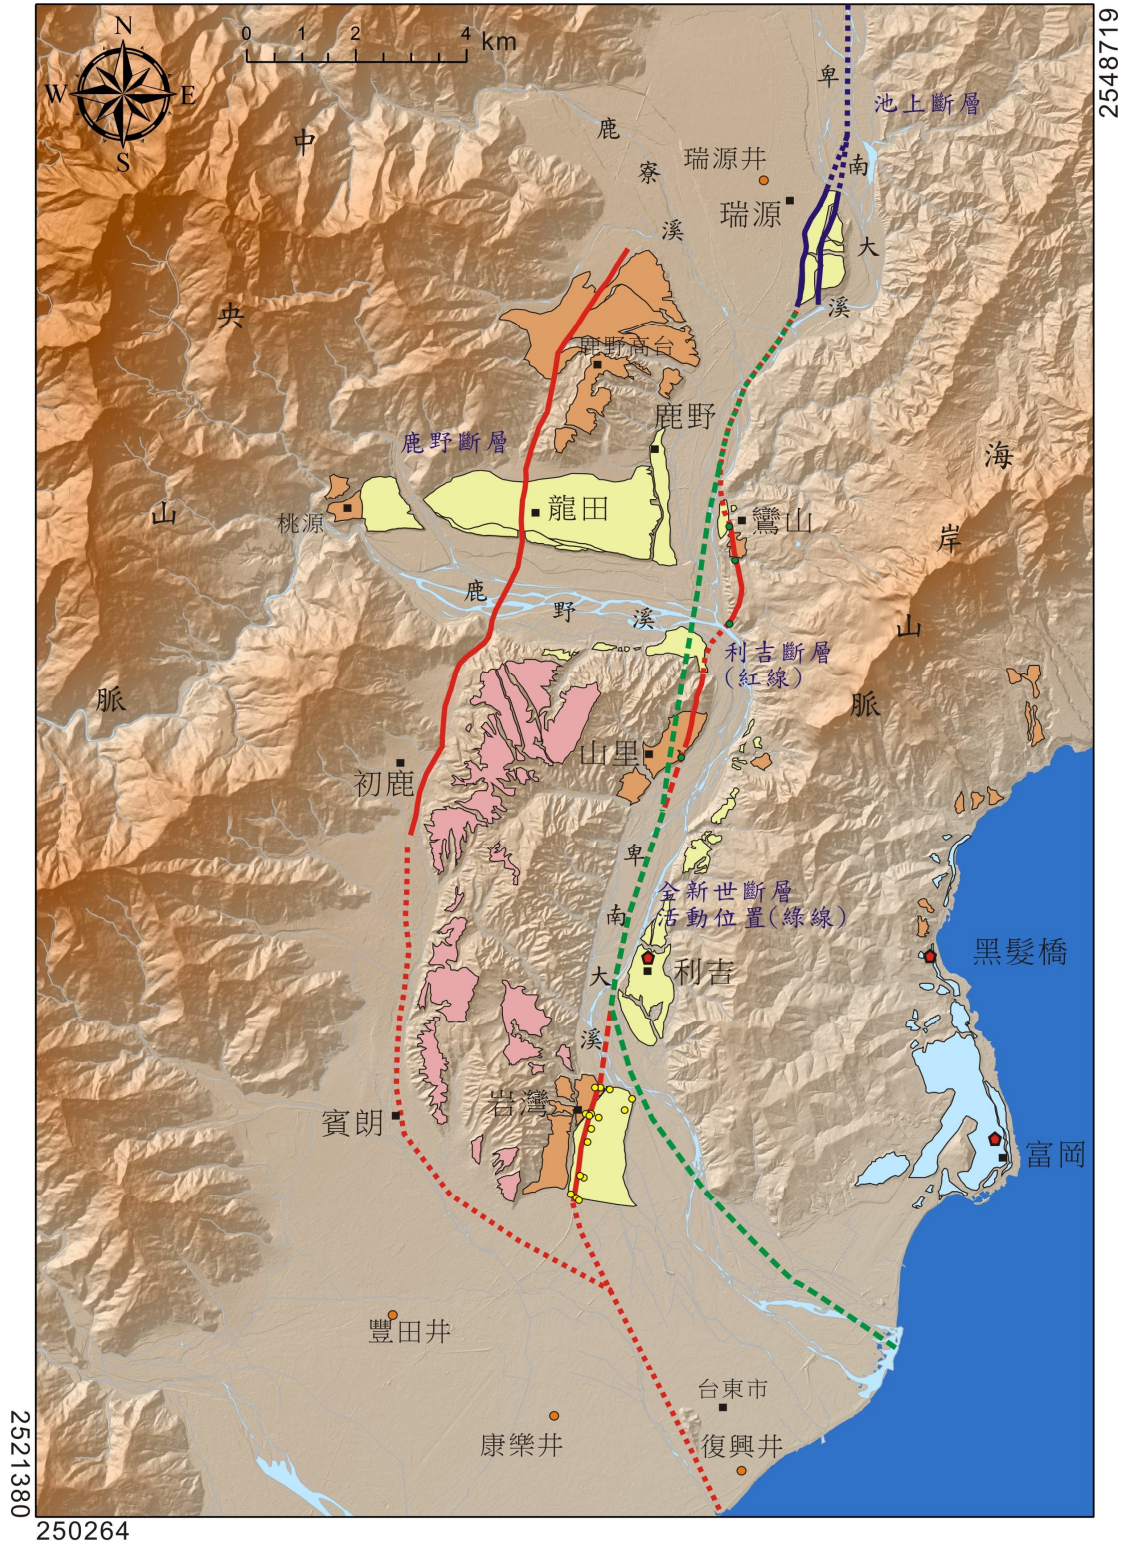 N
W
E
S
0
1
2
4
km
2548719
卑
南
大
溪
池上斷層
鹿
寮
溪
瑞源井
瑞源
中
央
山
脈
鹿野高台
鹿野
鹿野斷層
龍田
桃源
鸞山
海
岸
山
脈
鹿
野
溪
利吉斷層
(紅線)
山里
初鹿
卑
南
大
溪
全新世斷層
活動位置(綠線)
利吉
黑髮橋
岩灣
賓朗
富岡
豐田井
台東市
康樂井
復興井
2521380
250264